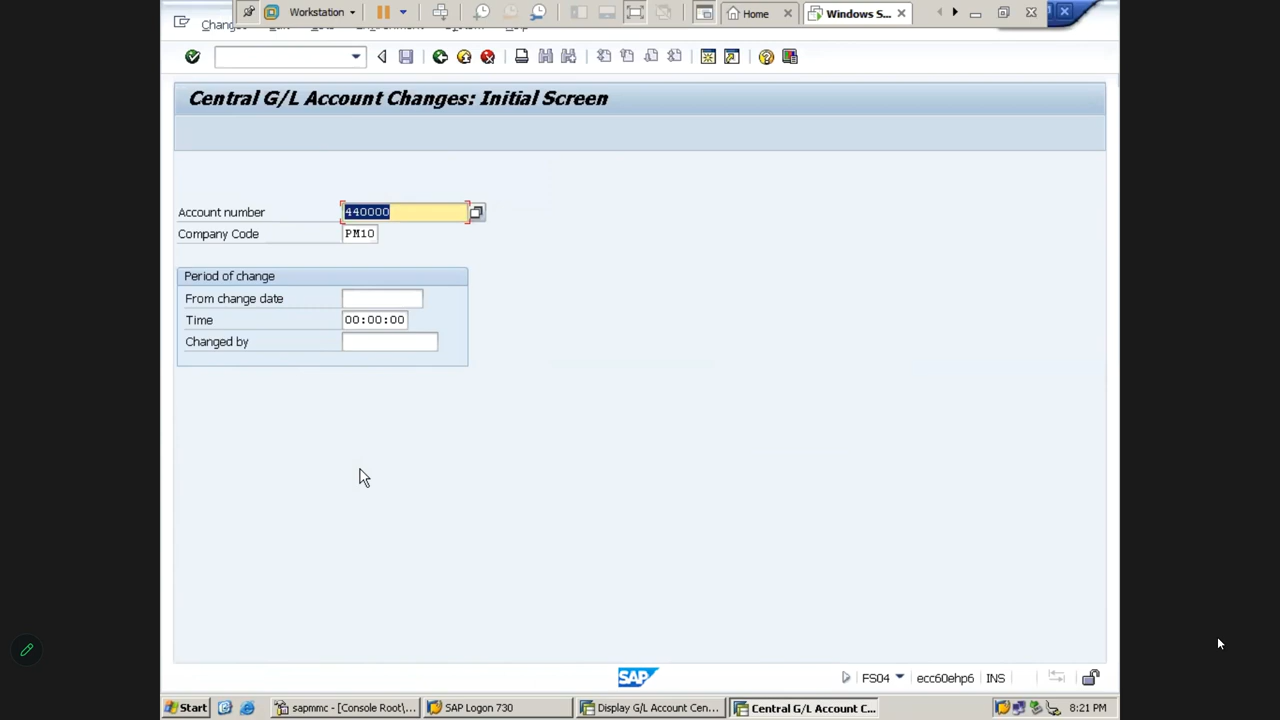 Workstation
Home
Windows S...
Central G/L Account Changes: Initial Screen
Account number 440000
Company Code PM10
Period of change
From change date
Time 00:00:00
Changed by
SAP
FS04 ecc60ehp6 INS
Start sapmmc - [Console Root\... SAP Logon 730 Display G/L Account Cen... Central G/L Account C... 8:21 PM